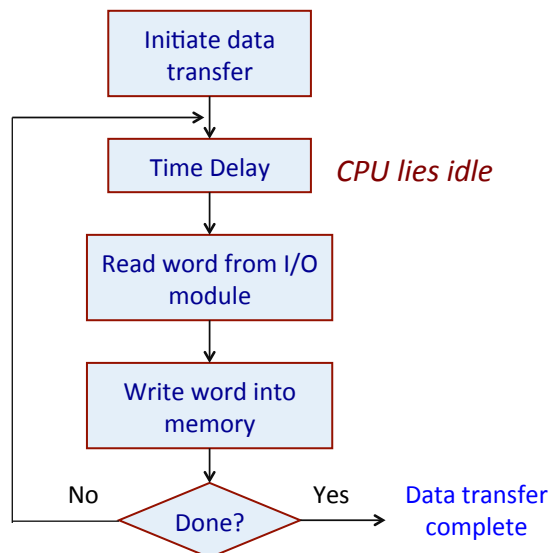 Initiate data
transfer
Time Delay
CPU lies idle
Read word from I/O
module
Write word into
memory
No
Done?
Yes
Data transfer
complete